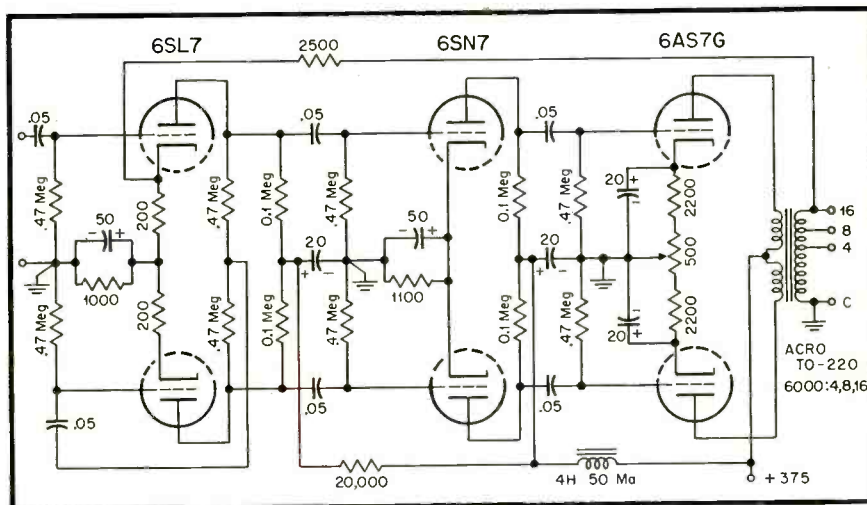 6SL7
2500
6SN7
6AS7G
.05
.05
.05
.47 Meg
200
.47 Meg
0.1 Meg
.47 Meg
0.1 Meg
.47 Meg
20
+
-
2200
16
8
4
C
- 50 +
1000
20
+ -
- 50 +
1100
20
+ -
500
.47 Meg
200
.47 Meg
0.1 Meg
.47 Meg
0.1 Meg
.47 Meg
20
-
+
2200
ACRO
TO-220
6000:4,8,16
.05
.05
.05
20,000
4H 50 Ma
+ 375